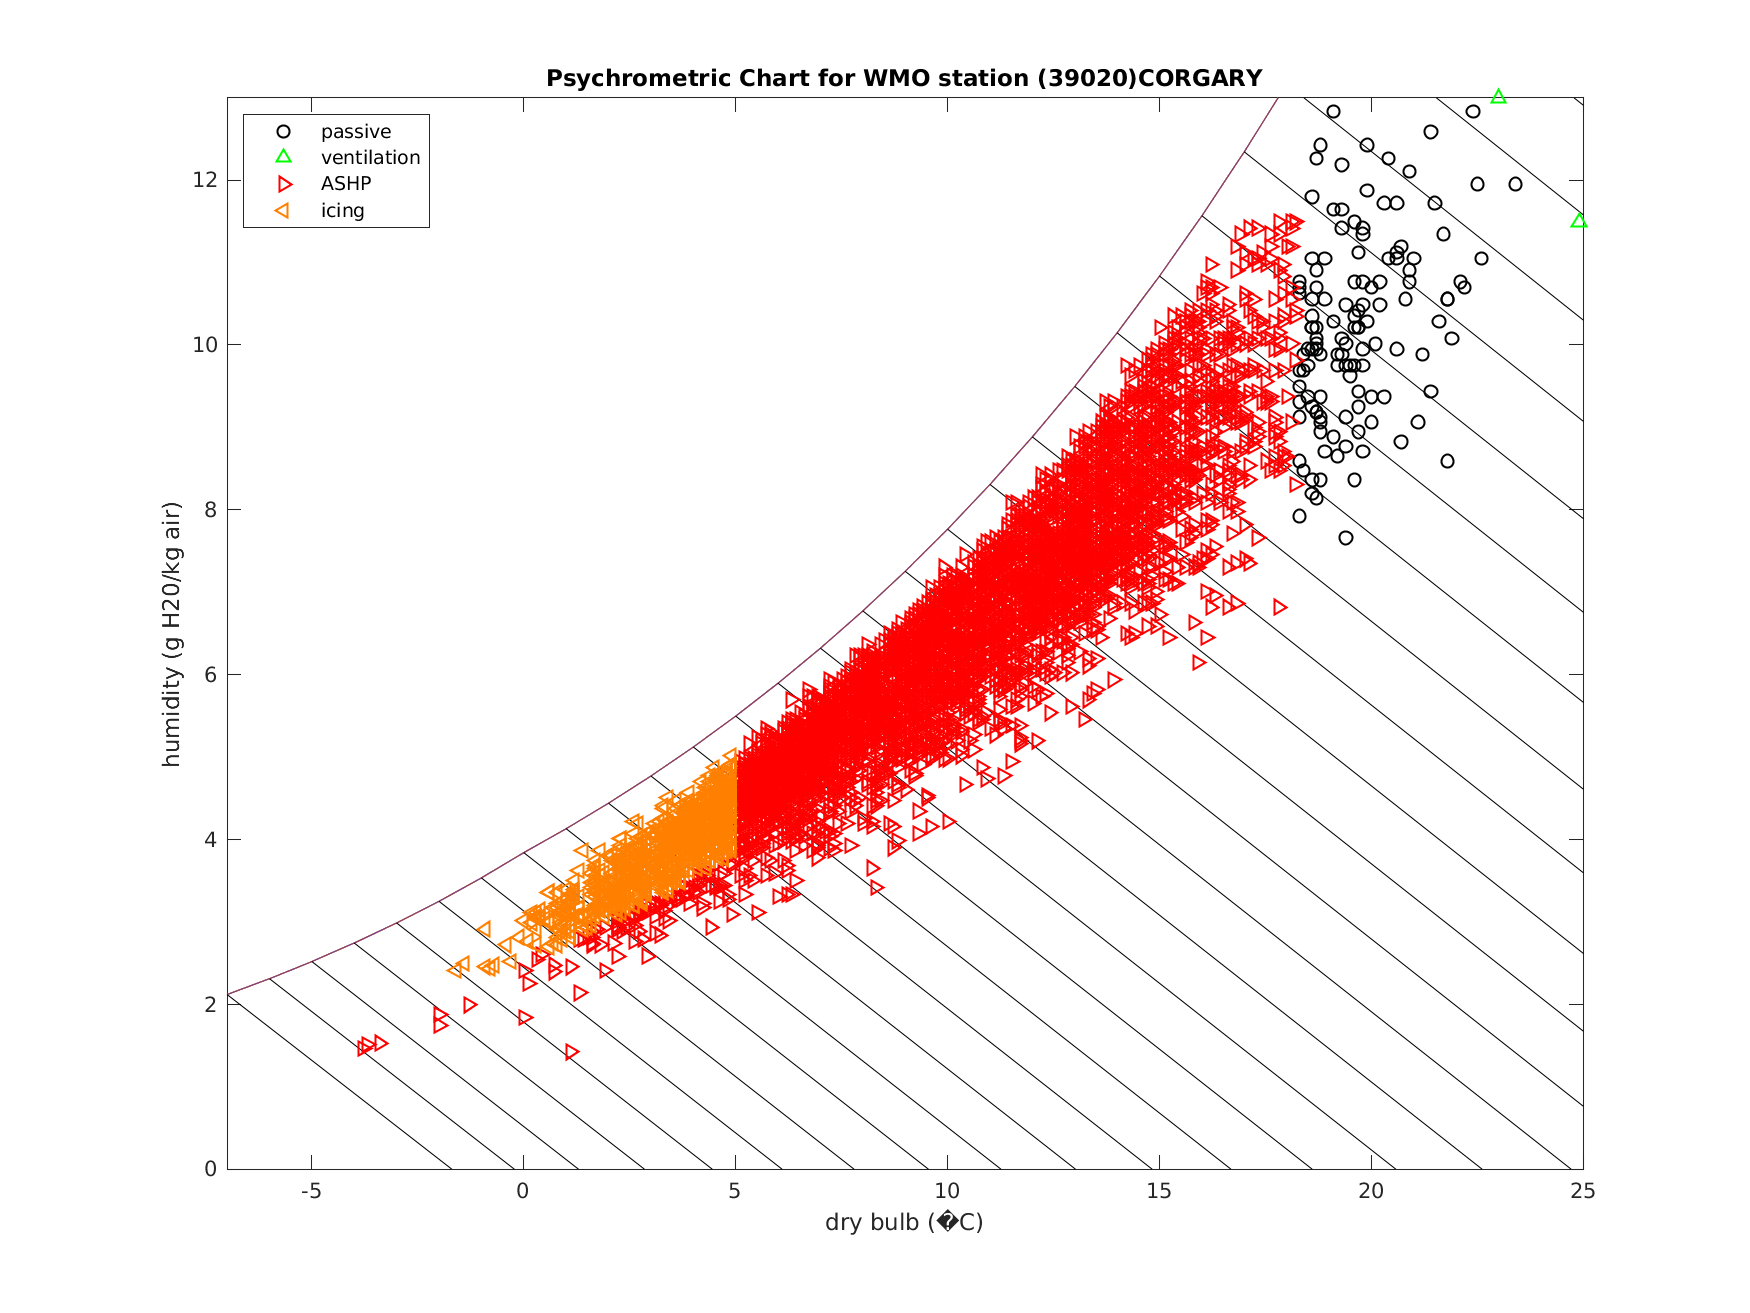 Psychrometric Chart for WMO station (39020)CORGARY
passive
ventilation
ASHP
icing
humidity (g H20/kg air)
12
10
8
6
4
2
0
-5
0
5
10
15
20
25
dry bulb (�C)